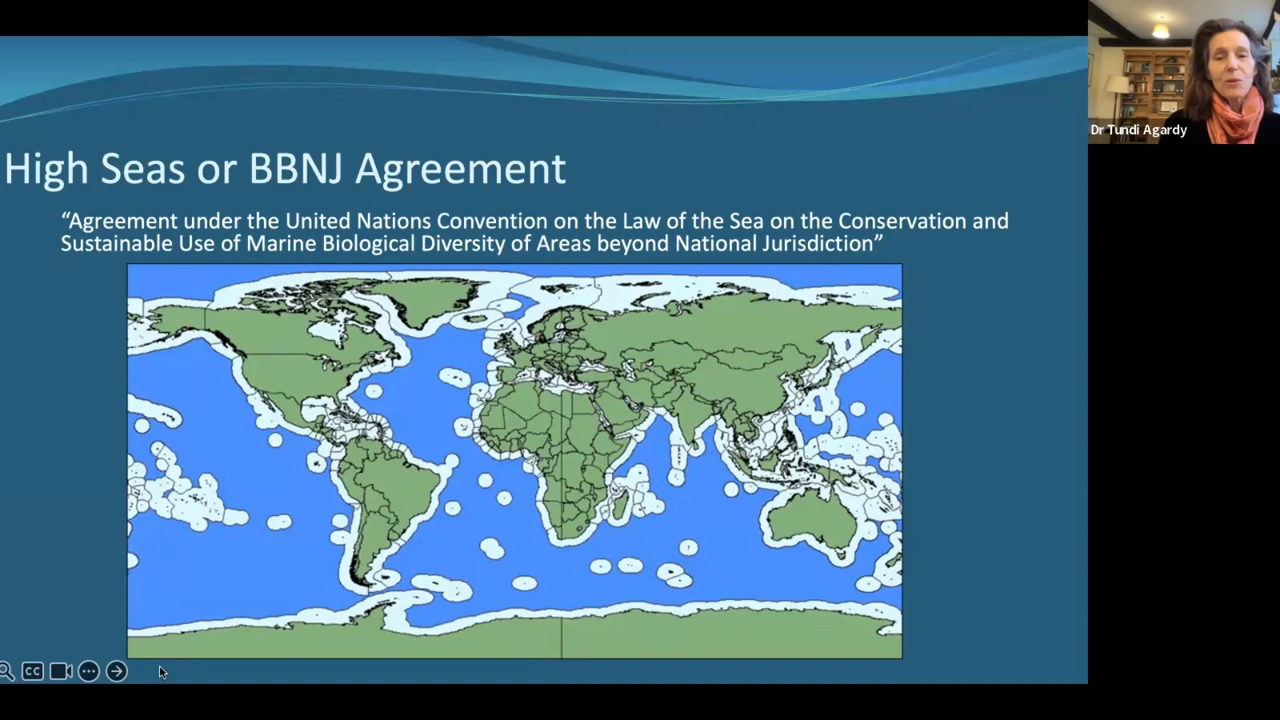 High Seas or BBNJ Agreement
“Agreement under the United Nations Convention on the Law of the Sea on the Conservation and
Sustainable Use of Marine Biological Diversity of Areas beyond National Jurisdiction”
Dr Tundi Agardy
CC